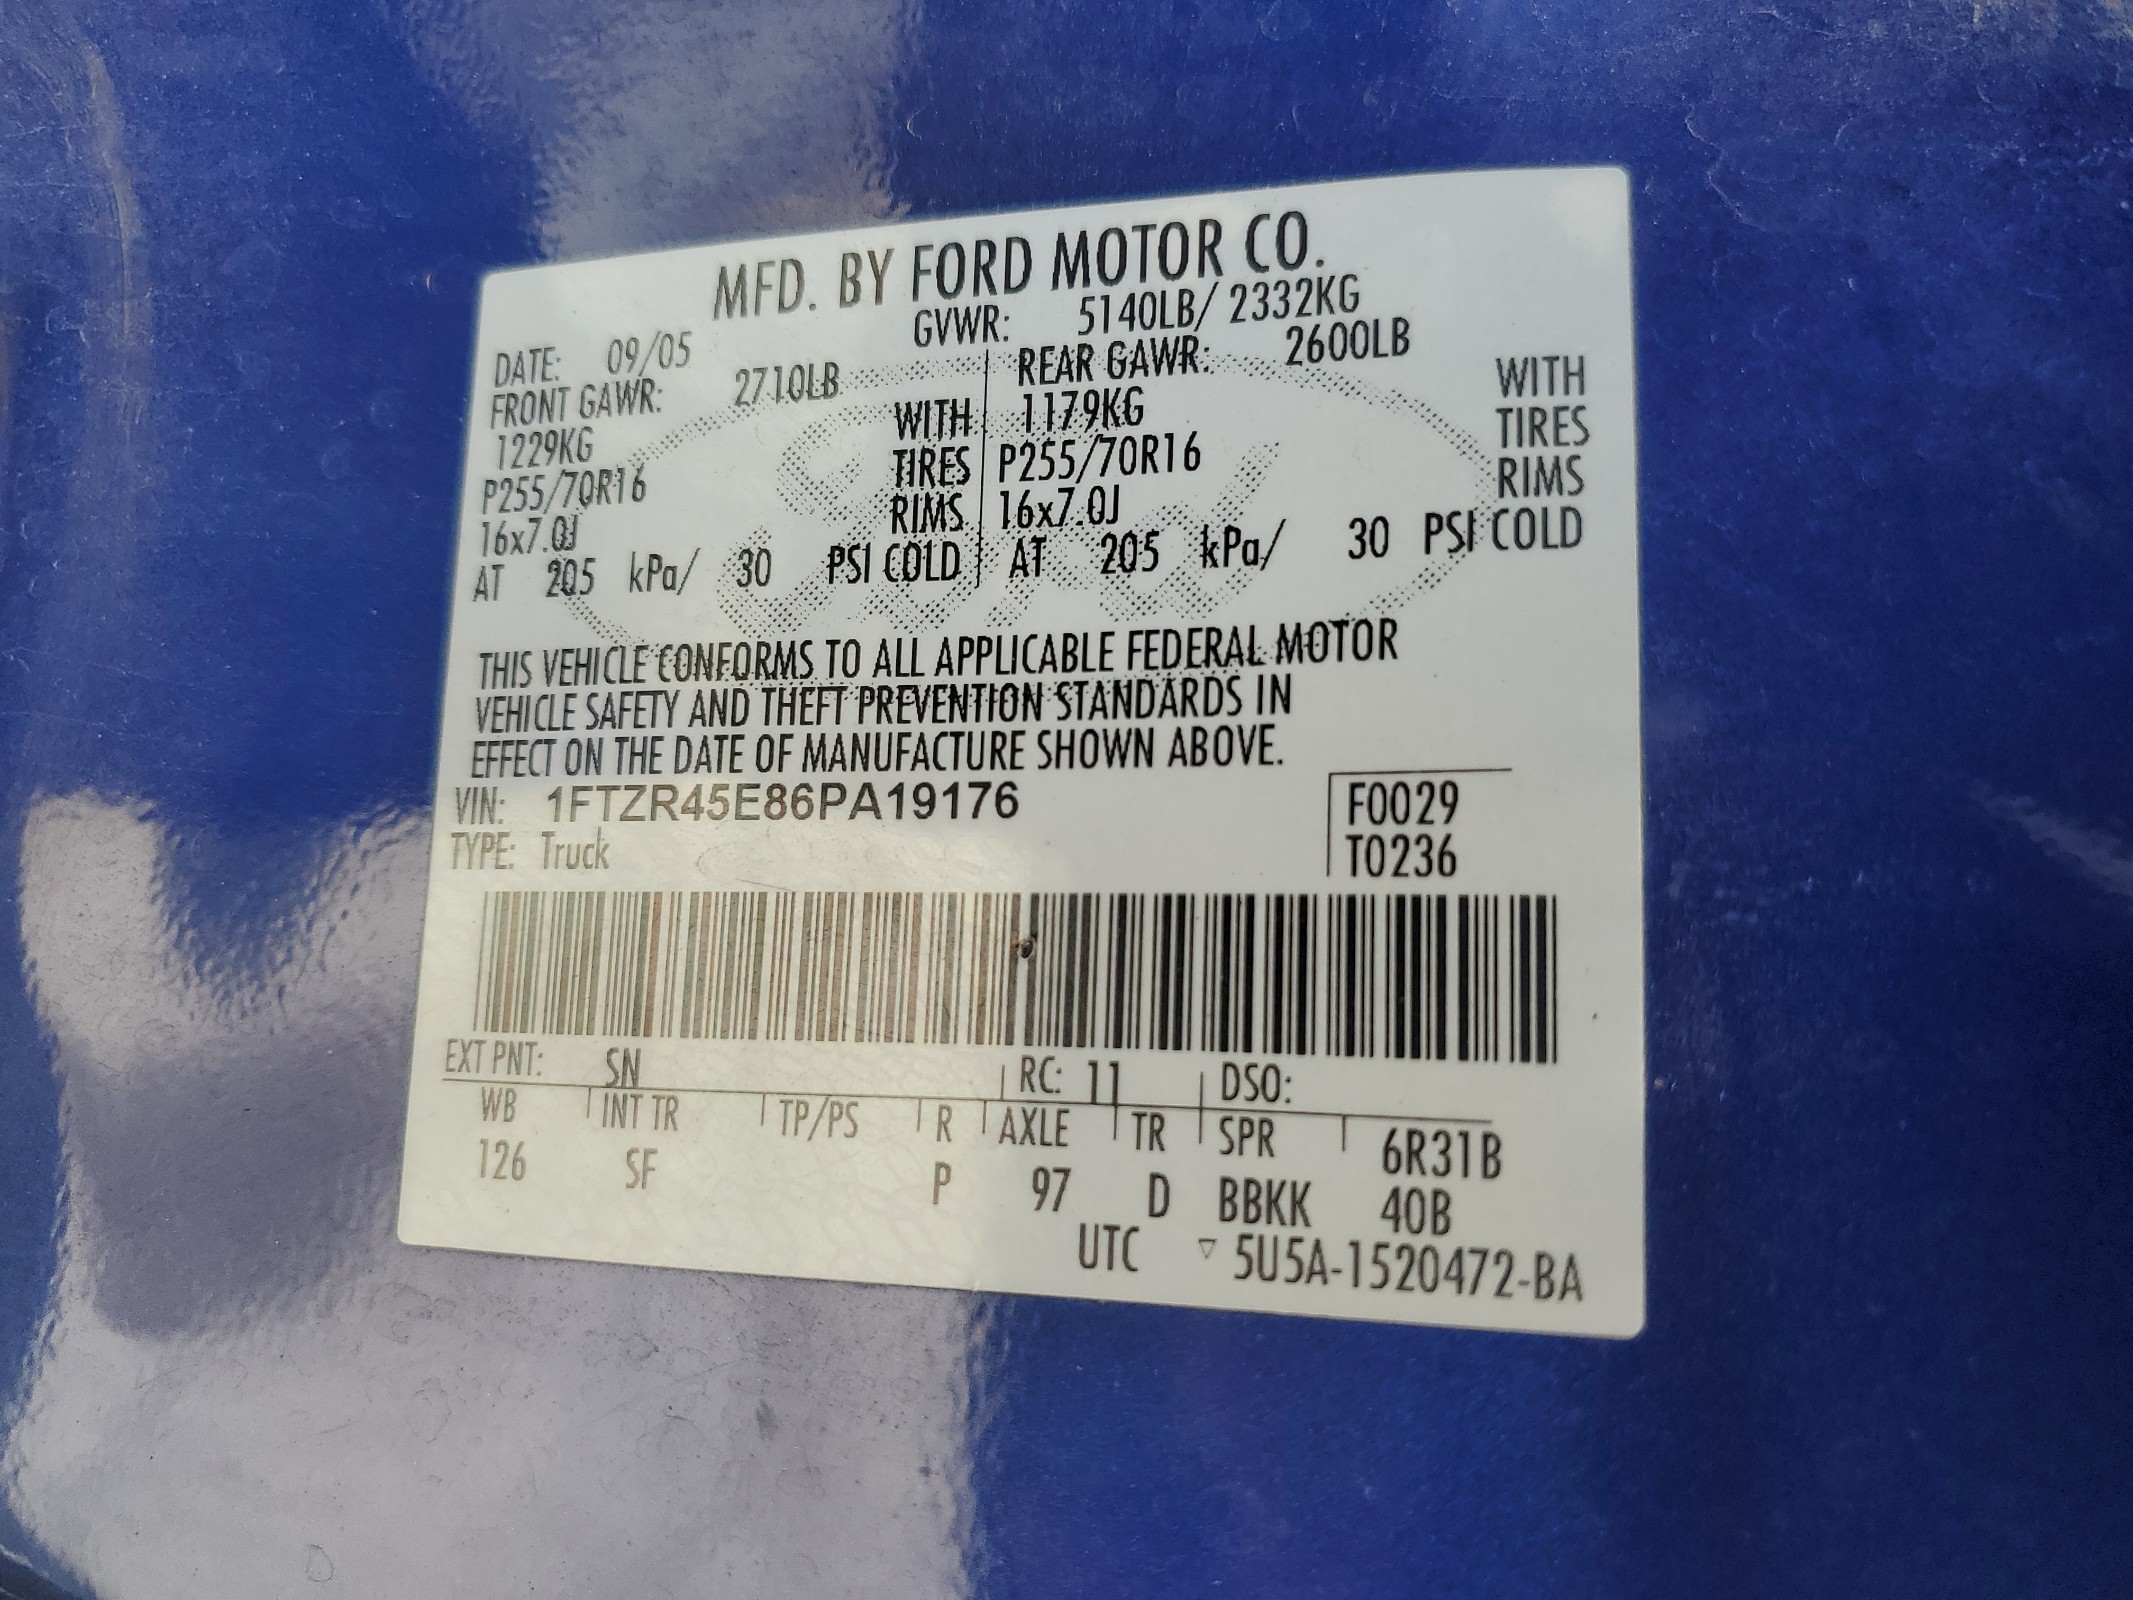 MFD. BY FORD MOTOR CO.
DATE: 09/05 GVWR: 5140LB/ 2332KG
FRONT GAWR: 2710LB REAR GAWR: 2600LB
1229KG WITH 1179KG WITH
P255/70R16 TIRES P255/70R16 TIRES
16x7.0J RIMS 16x7.0J RIMS
AT 205 kPa/ 30 PSI COLD AT 205 kPa/ 30 PSI COLD
THIS VEHICLE CONFORMS TO ALL APPLICABLE FEDERAL MOTOR
VEHICLE SAFETY AND THEFT PREVENTION STANDARDS IN
EFFECT ON THE DATE OF MANUFACTURE SHOWN ABOVE.
VIN: 1FTZR45E86PA19176 F0029
TYPE: Truck T0236
EXT PNT: SN RC: 11 DSO:
WB INT TR TP/PS R AXLE TR SPR 6R31B
126 SF P 97 D BBKK 40B
UTC ▽ 5U5A-1520472-BA